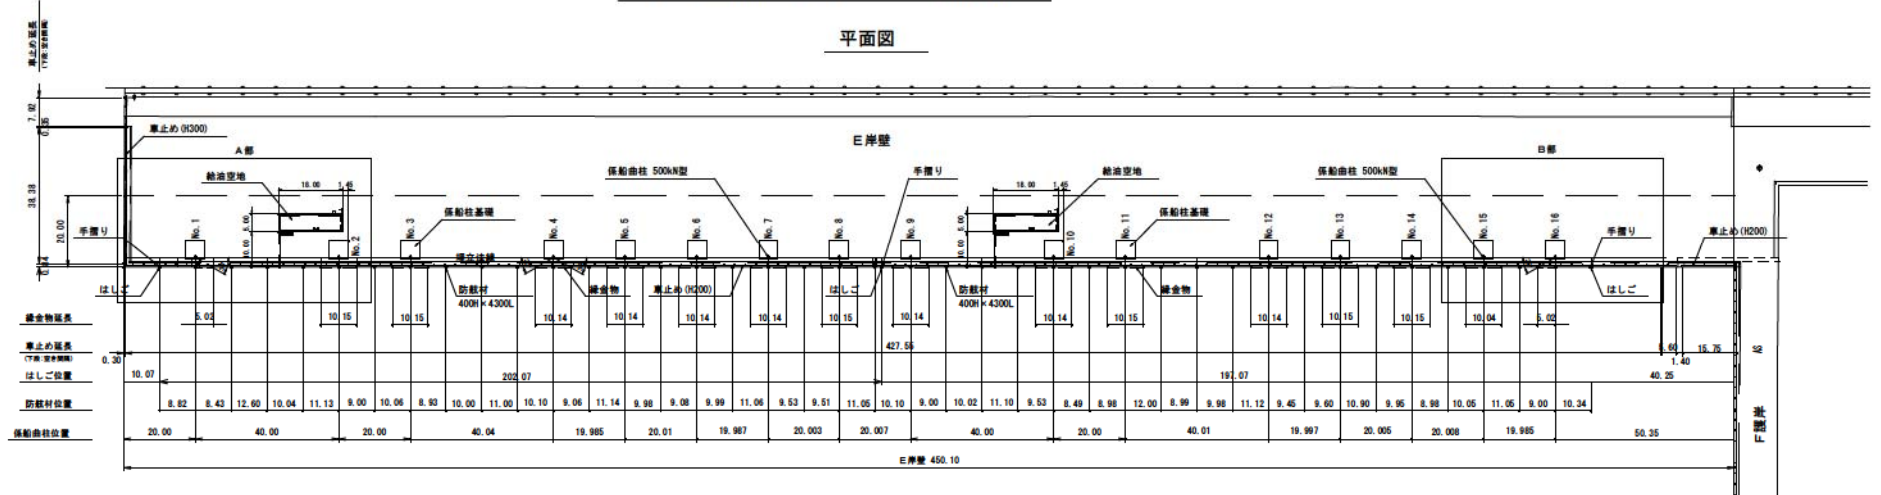 平面図
車止め延長
(下段:空き間隔)
7.92
0.35
38.38
20.00
車止め(H300)
A部
E岸壁
B部
給油空地
18.00
1.45
5.00
10.00
係船曲柱 500kN型
手摺り
18.00
1.45
給油空地
5.00
10.00
係船曲柱 500kN型
係船柱基礎
係船柱基礎
手摺り
手摺り
車止め(H200)
No.1
No.2
No.3
No.4
No.5
No.6
No.7
No.8
No.9
No.10
No.11
No.12
No.13
No.14
No.15
No.16
はしご
防舷材
400H×4300L
縁金物
車止め(H200)
はしご
防舷材
400H×4300L
縁金物
はしご
縁金物延長
5.02
10.15
10.15
10.14
10.14
10.14
10.14
10.15
10.14
10.14
10.15
10.14
10.15
10.15
10.04
5.02
車止め延長
(下段:空き間隔)
0.30
427.55
1.40
15.75
はしご位置
10.07
202.07
197.07
40.25
防舷材位置
8.82
8.43
12.60
10.04
11.13
9.00
10.06
8.93
10.00
11.00
10.10
9.06
11.14
9.98
9.08
9.99
11.06
9.53
9.51
11.05
10.10
9.00
10.02
11.10
9.53
8.49
8.98
12.00
8.99
9.98
11.12
9.45
9.60
10.90
9.95
8.98
10.05
11.05
9.00
10.34
係船曲柱位置
20.00
40.00
20.00
40.04
19.985
20.01
19.987
20.003
20.007
40.00
20.00
40.01
19.997
20.005
20.008
19.985
50.35
E岸壁 450.10
F護岸